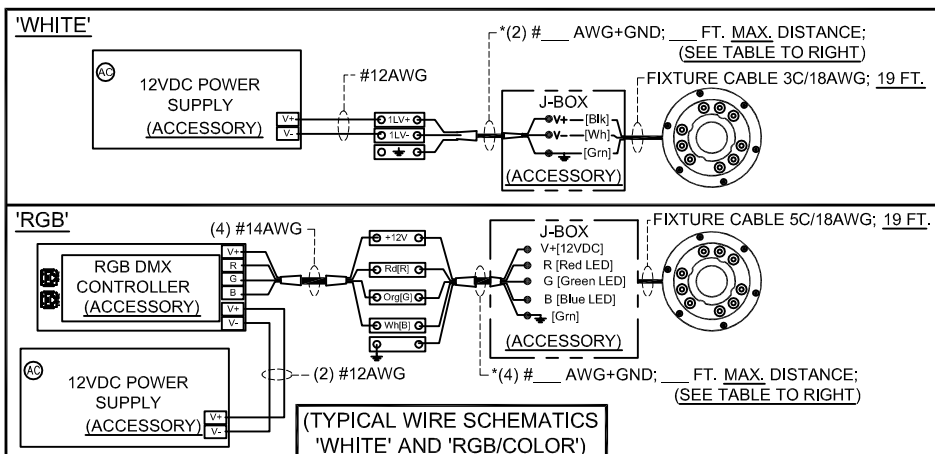 'WHITE'
*(2) #___ AWG+GND; ___ FT. MAX. DISTANCE;
(SEE TABLE TO RIGHT)
AC
12VDC POWER
SUPPLY
(ACCESSORY)
V+
V-
#12AWG
1LV+
1LV-
J-BOX
V+ [Blk]
V- [Wh]
[Grn]
(ACCESSORY)
FIXTURE CABLE 3C/18AWG; 19 FT.
'RGB'
(4) #14AWG
RGB DMX
CONTROLLER
(ACCESSORY)
V+
R
G
B
V+
V-
+12V
Rd[R]
Org[G]
Wh[B]
J-BOX
V+[12VDC]
R [Red LED]
G [Green LED]
B [Blue LED]
[Grn]
(ACCESSORY)
FIXTURE CABLE 5C/18AWG; 19 FT.
AC
12VDC POWER
SUPPLY
(ACCESSORY)
V+
V-
(2) #12AWG
*(4) #___ AWG+GND; ___ FT. MAX. DISTANCE;
(SEE TABLE TO RIGHT)
(TYPICAL WIRE SCHEMATICS
'WHITE' AND 'RGB/COLOR')